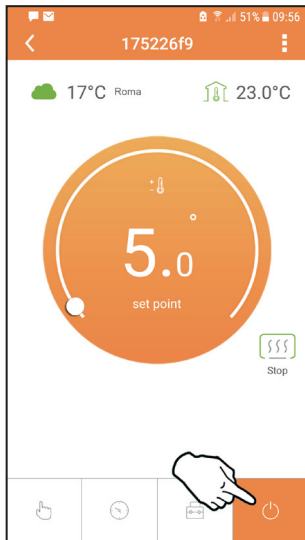 51% 09:56
175226f9
17°C Roma 23.0°C
5.0°
set point
Stop